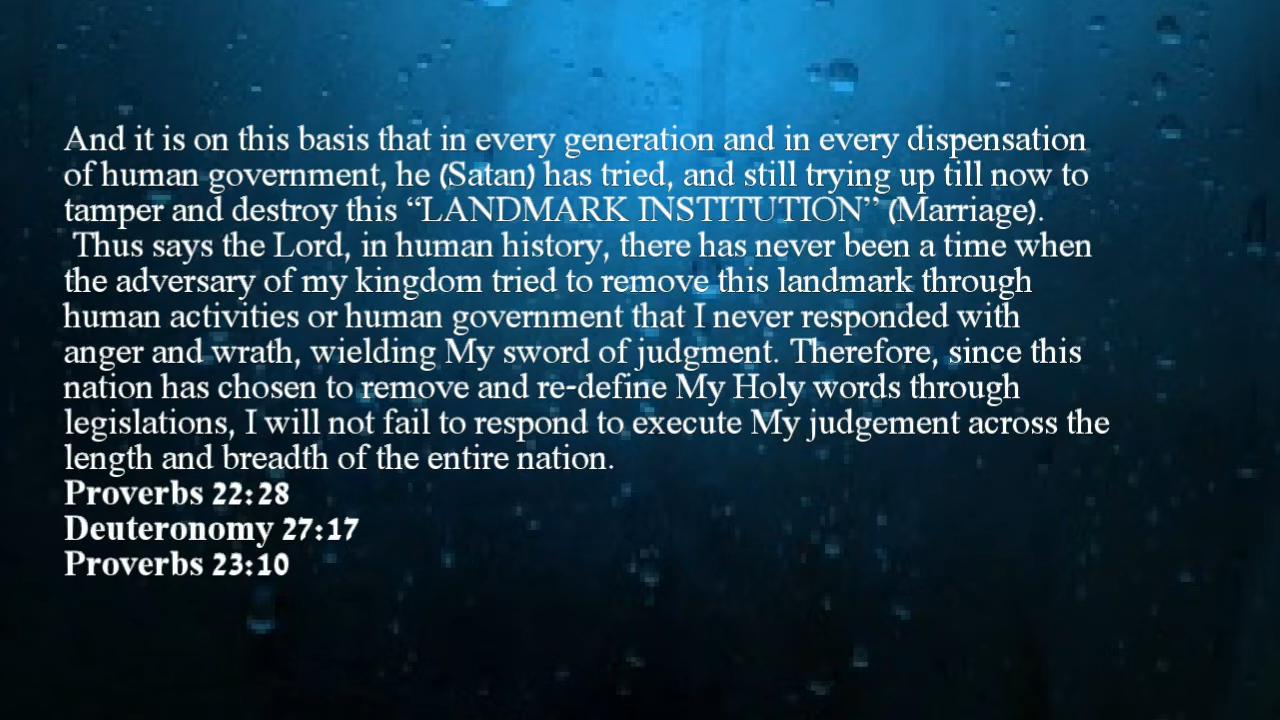 And it is on this basis that in every generation and in every dispensation
of human government, he (Satan) has tried, and still trying up till now to
tamper and destroy this “LANDMARK INSTITUTION” (Marriage).
Thus says the Lord, in human history, there has never been a time when
the adversary of my kingdom tried to remove this landmark through
human activities or human government that I never responded with
anger and wrath, wielding My sword of judgment. Therefore, since this
nation has chosen to remove and re-define My Holy words through
legislations, I will not fail to respond to execute My judgement across the
length and breadth of the entire nation.
Proverbs 22:28
Deuteronomy 27:17
Proverbs 23:10